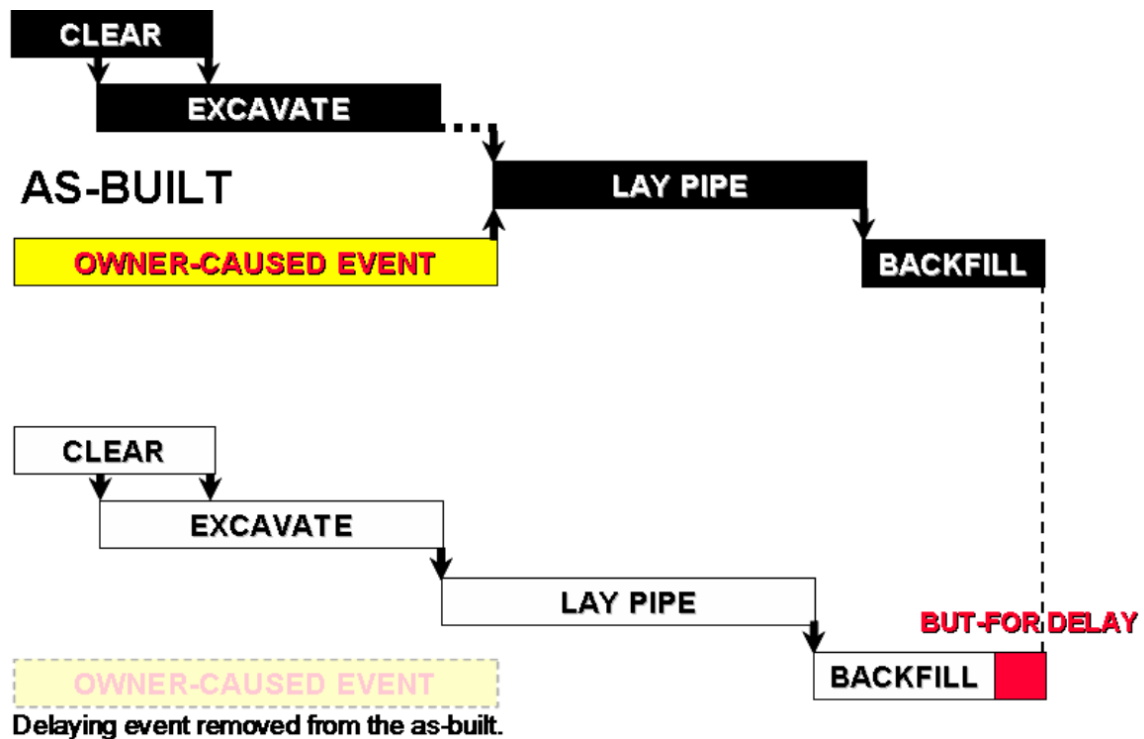 CLEAR
EXCAVATE
AS-BUILT
LAY PIPE
OWNER-CAUSED EVENT
BACKFILL
CLEAR
EXCAVATE
LAY PIPE
BUT-FOR DELAY
OWNER-CAUSED EVENT
BACKFILL
Delaying event removed from the as-built.